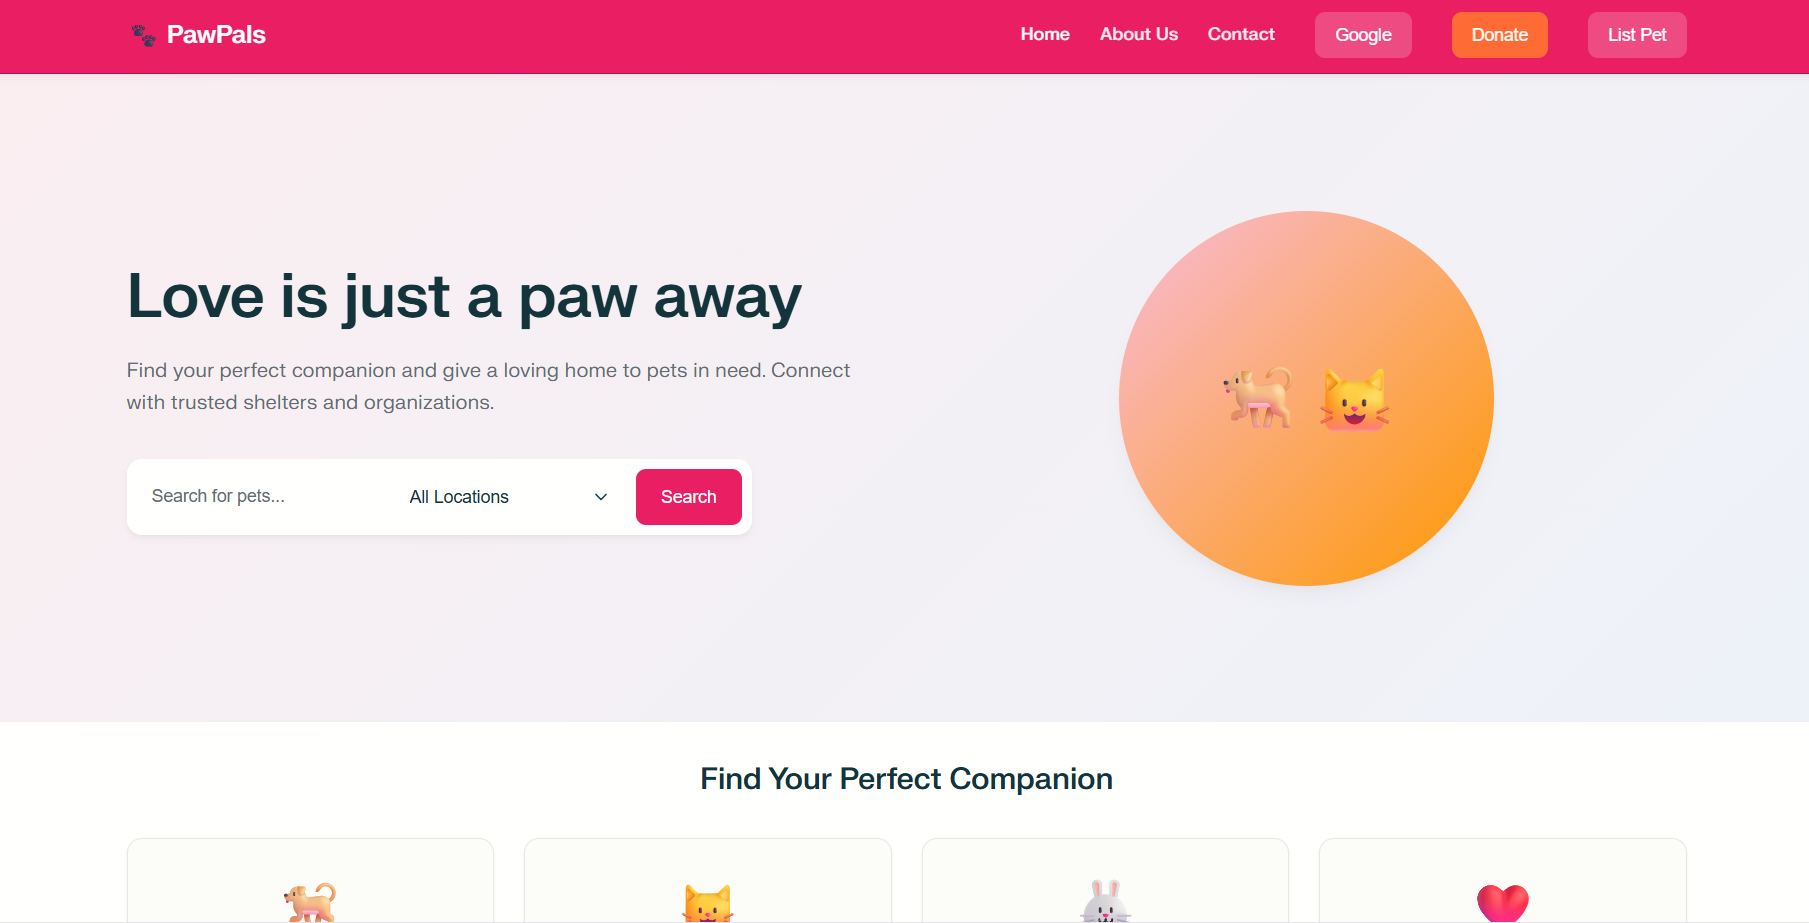 PawPals
Home
About Us
Contact
Google
Donate
List Pet
Love is just a paw away
Find your perfect companion and give a loving home to pets in need. Connect
with trusted shelters and organizations.
Search for pets...
All Locations
Search
Find Your Perfect Companion